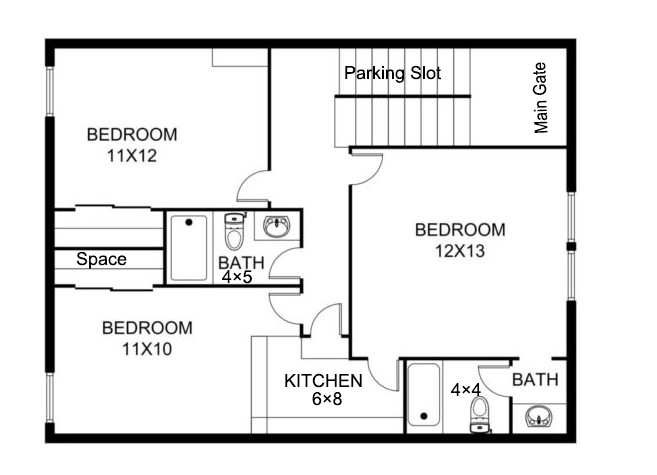 Parking Slot
Main Gate
BEDROOM
11X12
BEDROOM
12X13
Space
BATH
4×5
BEDROOM
11X10
KITCHEN
6×8
4×4
BATH